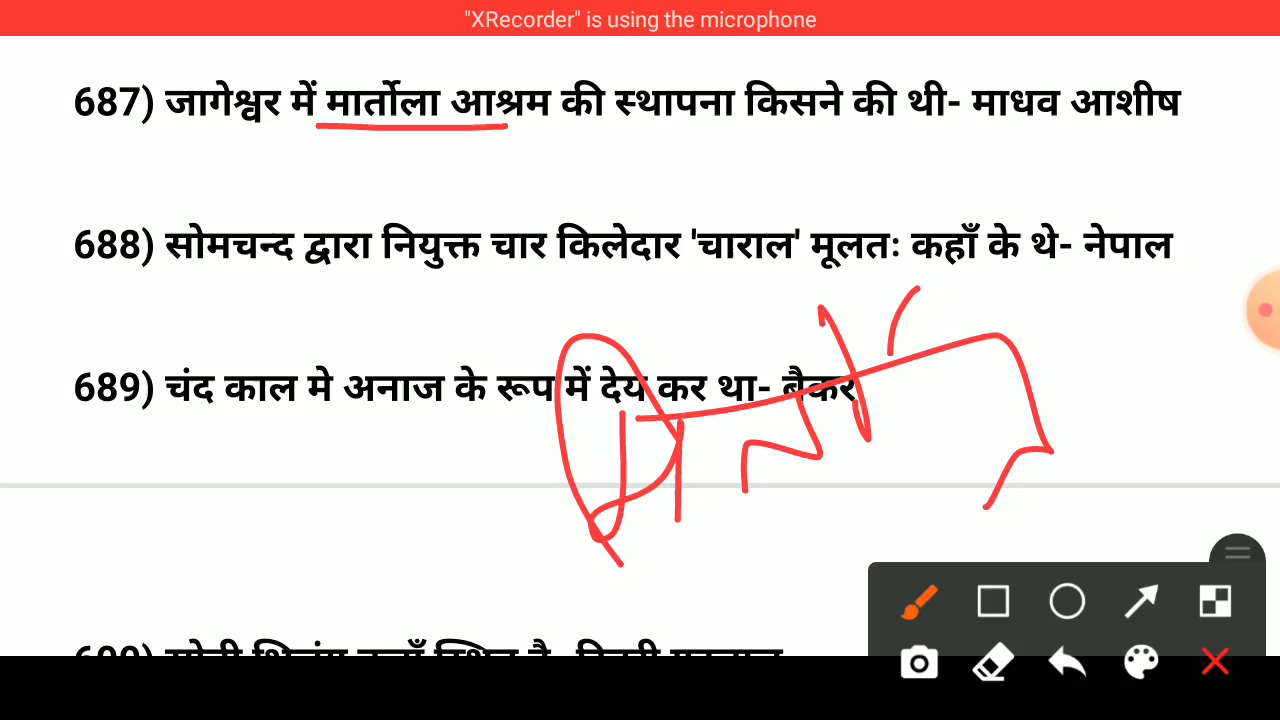 "XRecorder" is using the microphone
687) जागेश्वर में मार्तोला आश्रम की स्थापना किसने की थी- माधव आशीष
688) सोमचन्द द्वारा नियुक्त चार किलेदार 'चाराल' मूलतः कहाँ के थे- नेपाल
689) चंद काल मे अनाज के रूप में देय कर था- बैकर